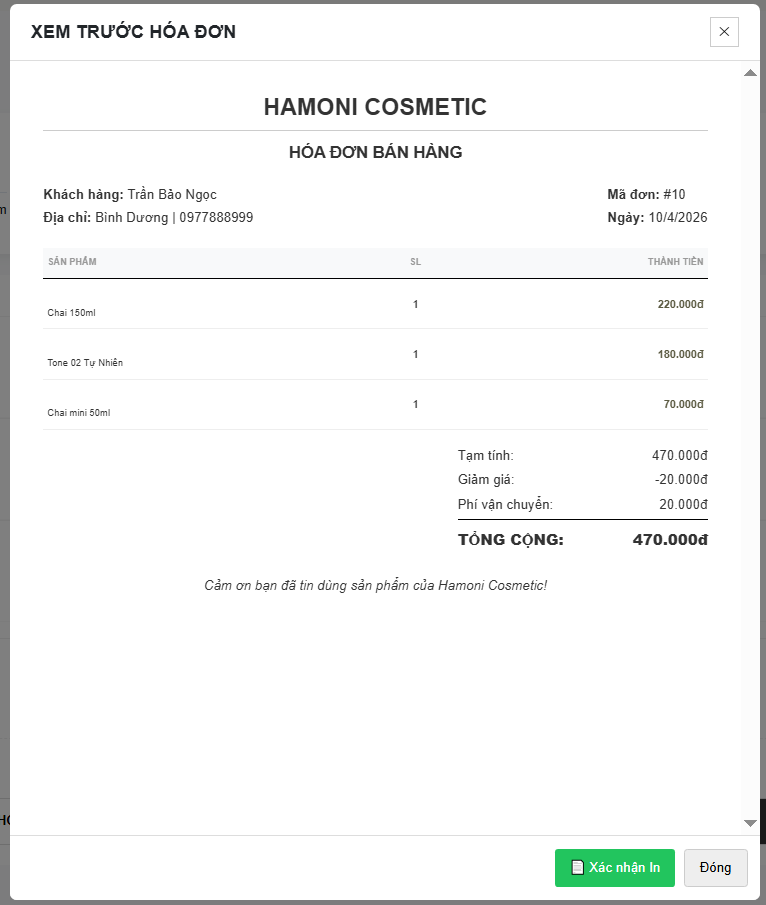 XEM TRƯỚC HÓA ĐƠN
HAMONI COSMETIC
HÓA ĐƠN BÁN HÀNG
Khách hàng: Trần Bảo Ngọc
Mã đơn: #10
Địa chỉ: Bình Dương | 0977888999
Ngày: 10/4/2026
SẢN PHẨM SL THÀNH TIỀN
Chai 150ml 1 220.000đ
Tone 02 Tự Nhiên 1 180.000đ
Chai mini 50ml 1 70.000đ
Tạm tính: 470.000đ
Giảm giá: -20.000đ
Phí vận chuyển: 20.000đ
TỔNG CỘNG: 470.000đ
Cảm ơn bạn đã tin dùng sản phẩm của Hamoni Cosmetic!
Xác nhận In Đóng